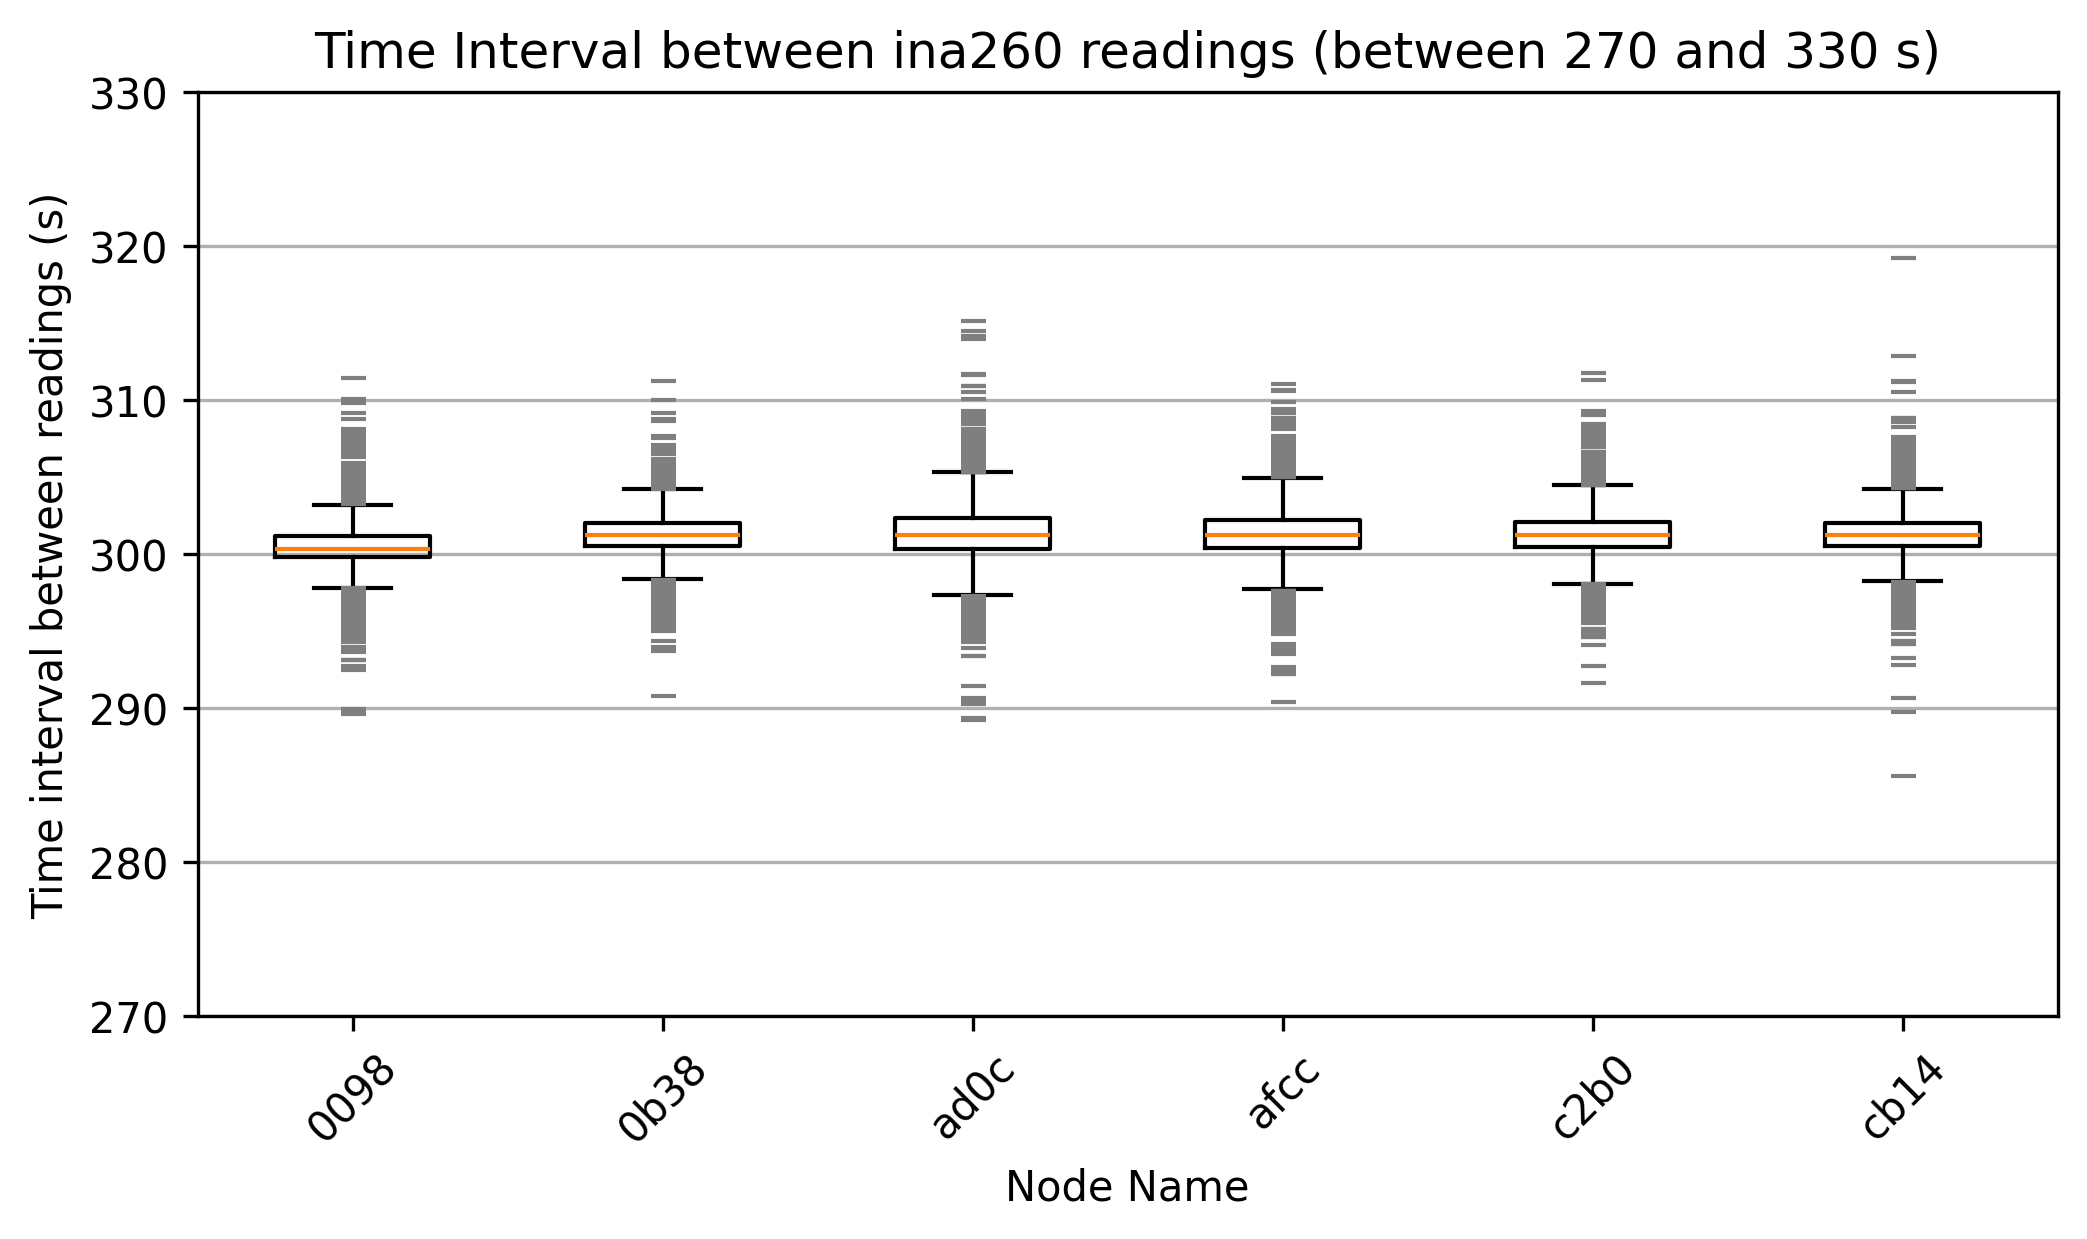 Time Interval between ina260 readings (between 270 and 330 s)
Time interval between readings (s)
330
320
310
300
290
280
270
0098
0b38
ad0c
afcc
c2b0
cb14
Node Name